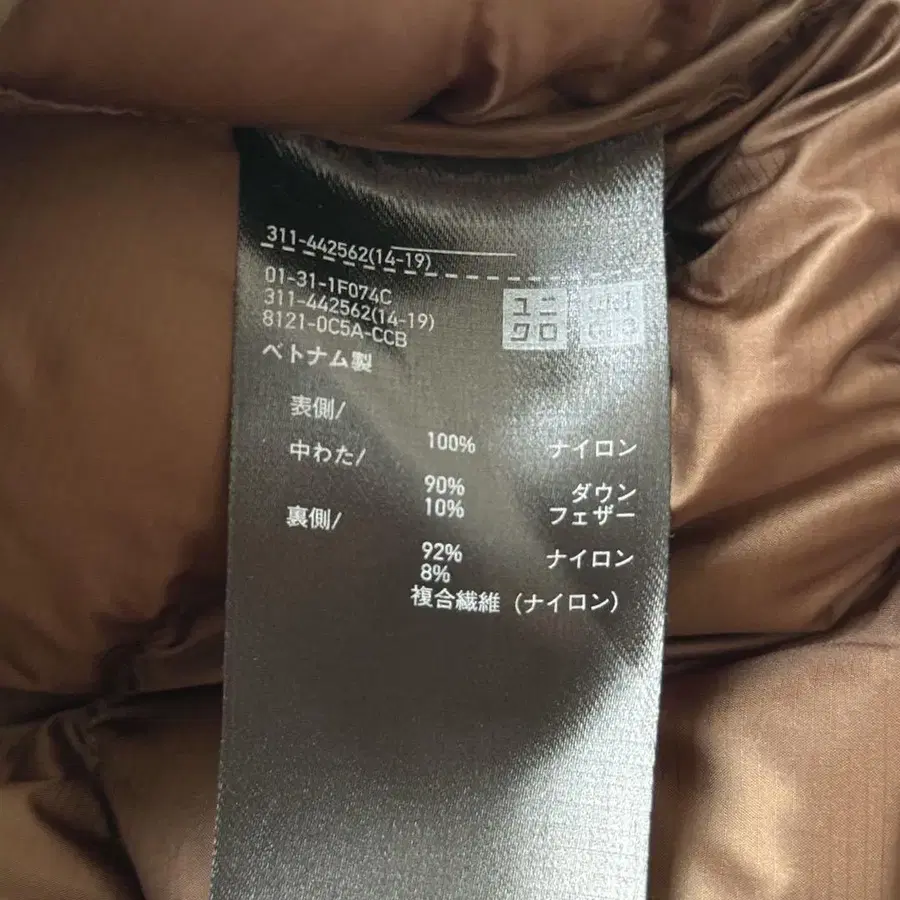 311-442562(14-19)
01-31-1F074C
311-442562(14-19)
8121-0C5A-CCB
ユニ
クロ
UNI
QLO
ベトナム製
表側/
100% ナイロン
中わた/
90% ダウン
10% フェザー
裏側/
92% ナイロン
8%
複合繊維 (ナイロン)